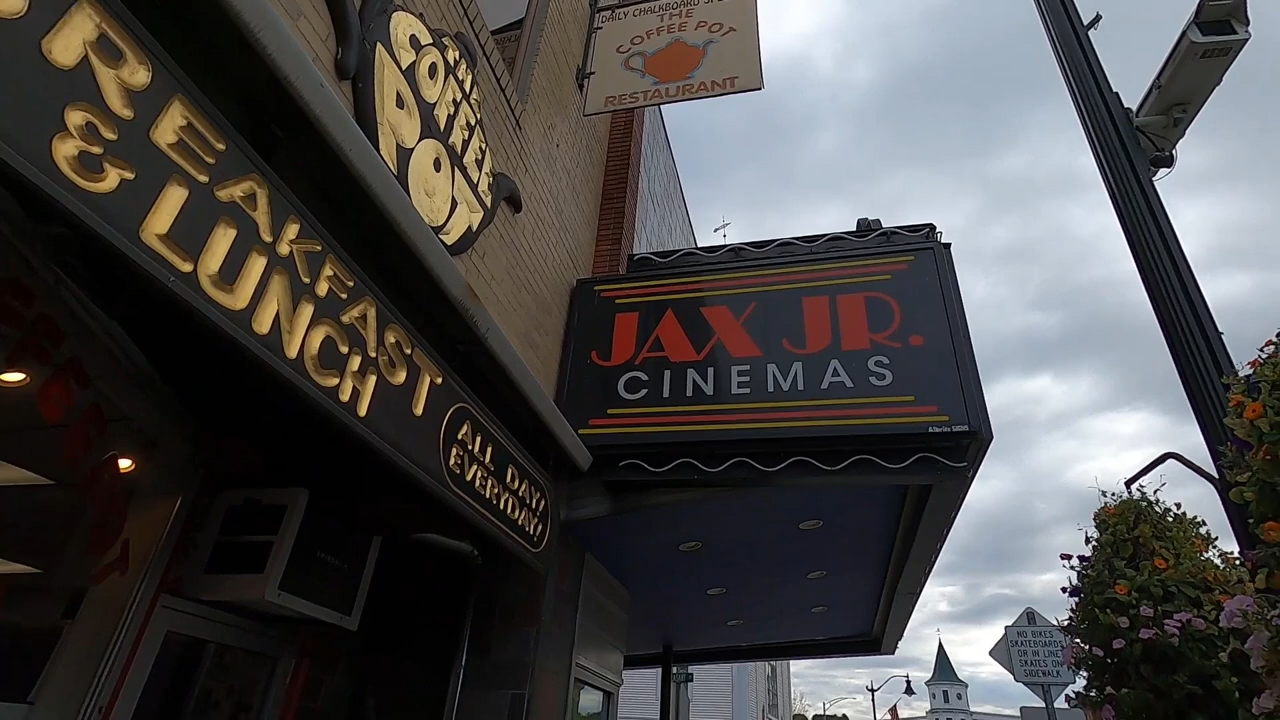 DAILY CHALKBOARD
THE
COFFEE POT
RESTAURANT
THE
COFFEE
POT
BREAKFAST
& LUNCH
ALL DAY!
EVERYDAY!
JAX JR.
CINEMAS
NO BIKES
SKATEBOARDS
OR IN LINE
SKATES ON
SIDEWALK